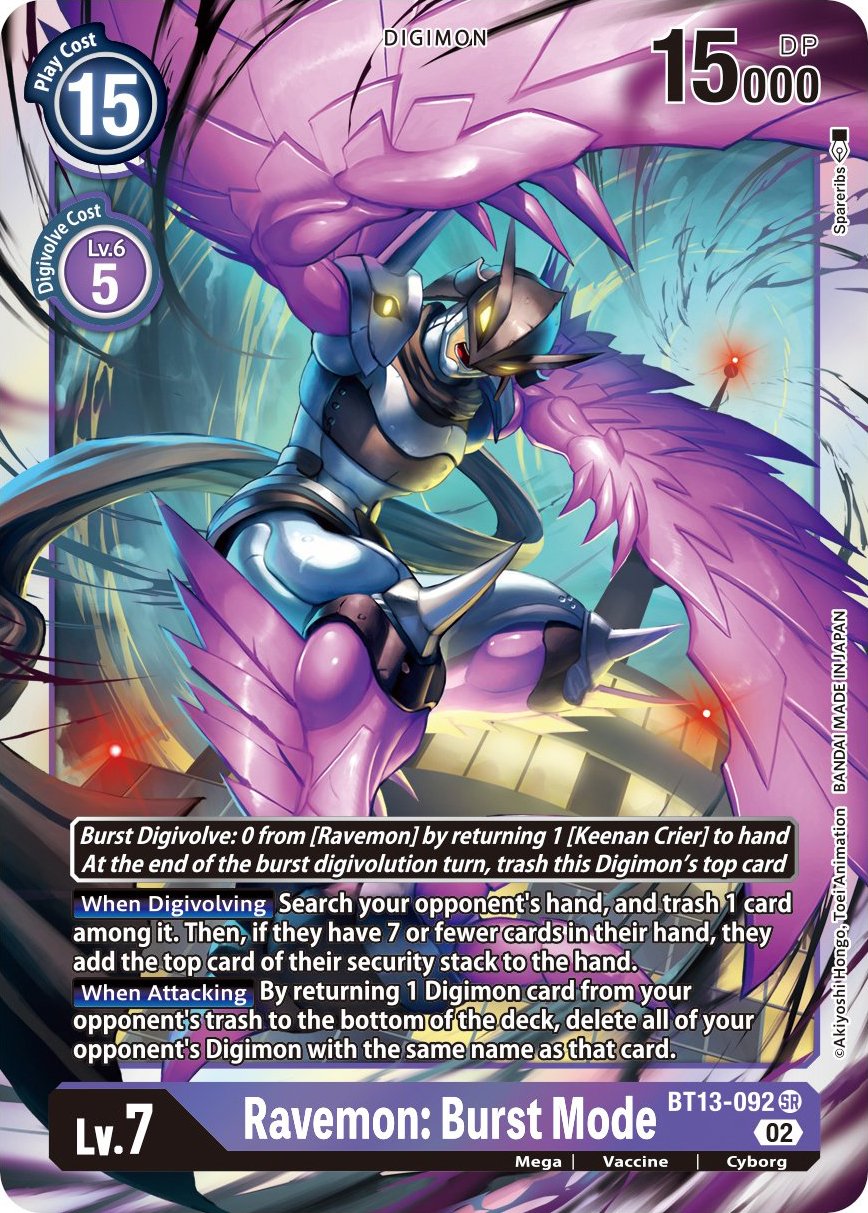 DIGIMON
Play Cost
15
15000
DP
Digivolve Cost
Lv.6
5
Spareribs
Burst Digivolve: 0 from [Ravemon] by returning 1 [Keenan Crier] to hand
At the end of the burst digivolution turn, trash this Digimon's top card
When Digivolving Search your opponent's hand, and trash 1 card
among it. Then, if they have 7 or fewer cards in their hand, they
add the top card of their security stack to the hand.
When Attacking By returning 1 Digimon card from your
opponent's trash to the bottom of the deck, delete all of your
opponent's Digimon with the same name as that card.
©Akiyoshi Hongo, Toei Animation BANDAI MADE IN JAPAN
Lv.7
Ravemon: Burst Mode
BT13-092 SR
02
Mega | Vaccine | Cyborg